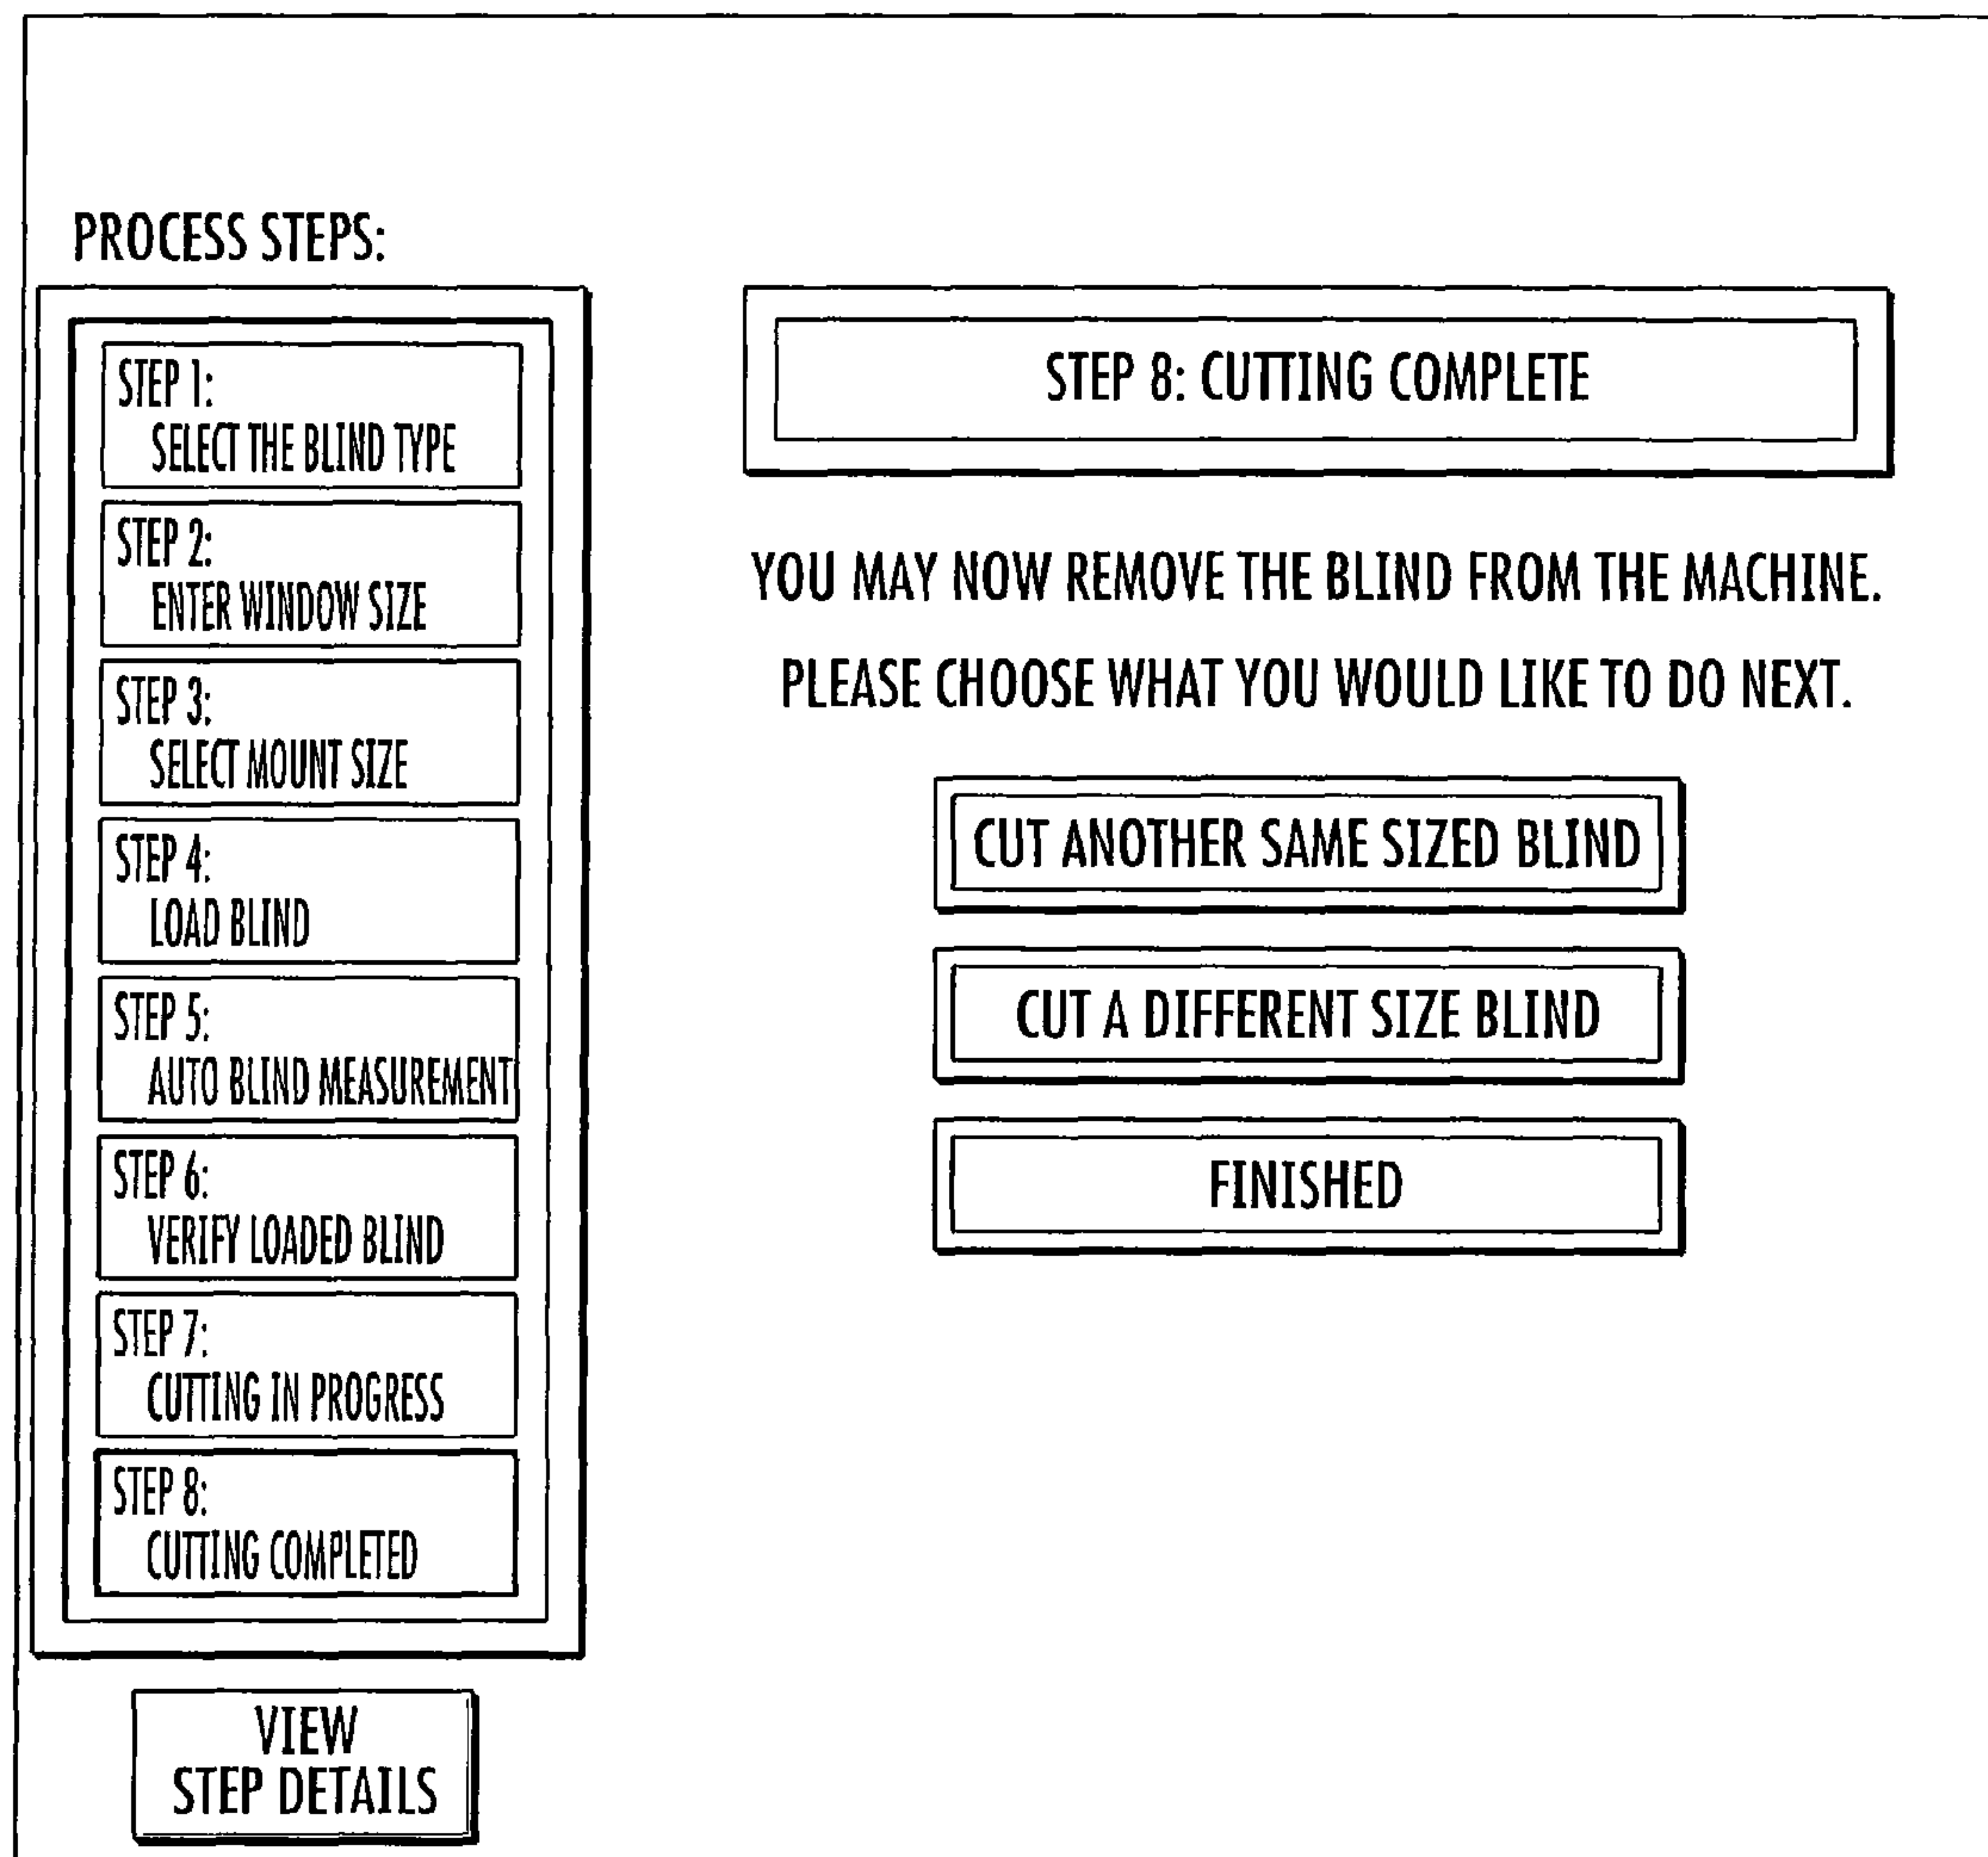 PROCESS STEPS:
STEP 1:
SELECT THE BLIND TYPE
STEP 2:
ENTER WINDOW SIZE
STEP 3:
SELECT MOUNT SIZE
STEP 4:
LOAD BLIND
STEP 5:
AUTO BLIND MEASUREMENT
STEP 6:
VERIFY LOADED BLIND
STEP 7:
CUTTING IN PROGRESS
STEP 8:
CUTTING COMPLETED
VIEW
STEP DETAILS
STEP 8: CUTTING COMPLETE
YOU MAY NOW REMOVE THE BLIND FROM THE MACHINE.
PLEASE CHOOSE WHAT YOU WOULD LIKE TO DO NEXT.
CUT ANOTHER SAME SIZED BLIND
CUT A DIFFERENT SIZE BLIND
FINISHED